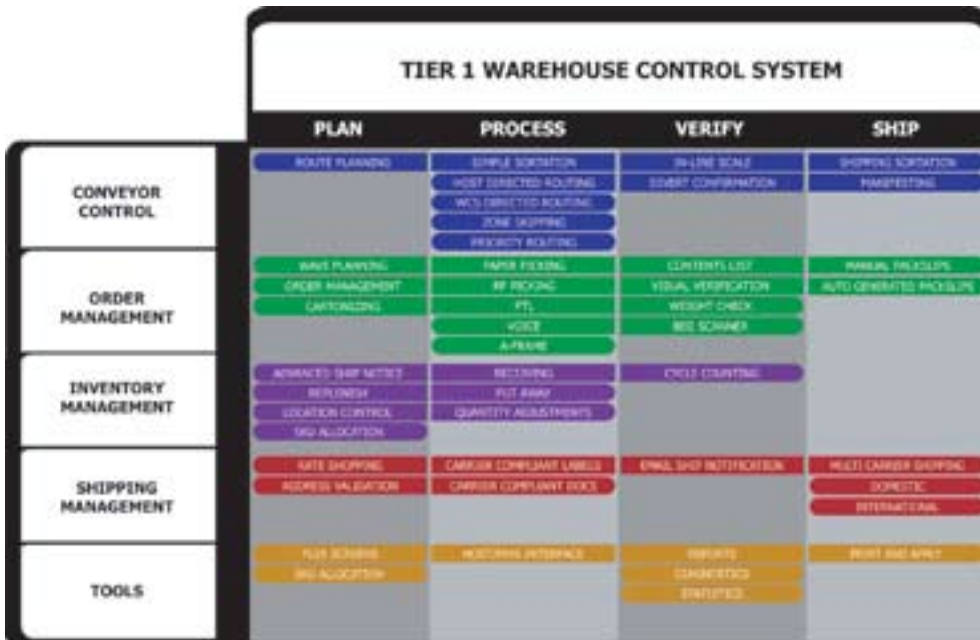 TIER 1 WAREHOUSE CONTROL SYSTEM
PLAN PROCESS VERIFY SHIP
CONVEYOR
CONTROL
ROUTE PLANNING SIMPLE SORTATION IN-LINE SCALE SHIPPING SORTATION
HOST DIRECTED ROUTING DIVERT CONFIRMATION MANIFESTING
WCS DIRECTED ROUTING
ZONE SKIPPING
PRIORITY ROUTING
ORDER
MANAGEMENT
WAVE PLANNING PAPER PICKING CONTENTS LIST MANUAL PACKSLIPS
ORDER MANAGEMENT RF PICKING VISUAL VERIFICATION AUTO GENERATED PACKSLIPS
CARTONIZING PTL WEIGHT CHECK
VOICE SCANNER
A-FRAME
INVENTORY
MANAGEMENT
ADVANCED SHIP NOTICE RECEIVING CYCLE COUNTING
REPLENISH PUT AWAY
LOCATION CONTROL QUANTITY ADJUSTMENTS
SKU ALLOCATION
SHIPPING
MANAGEMENT
RATE SHOPPING CARRIER COMPLIANT LABELS EMAIL SHIP NOTIFICATION MULTI CARRIER SHIPPING
ADDRESS VALIDATION CARRIER COMPLIANT DOCS DOMESTIC
INTERNATIONAL
TOOLS
INTERFACE REPORTS PRINT AND APPLY
SKU ALLOCATION DIAGNOSTICS
STATISTICS